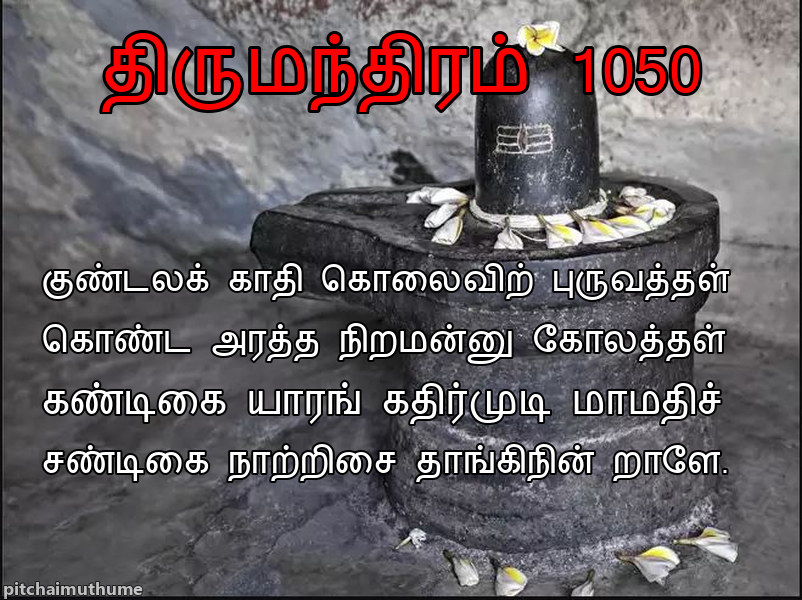 திருமந்திரம் 1050
குண்டலக் காதி கொலைவிற் புருவத்தள்
கொண்ட அரத்த நிறமன்னு கோலத்தள்
கண்டிகை யாரங் கதிர்முடி மாமதிச்
சண்டிகை நாற்றிசை தாங்கிநின் றாளே.
pitchaimuthume